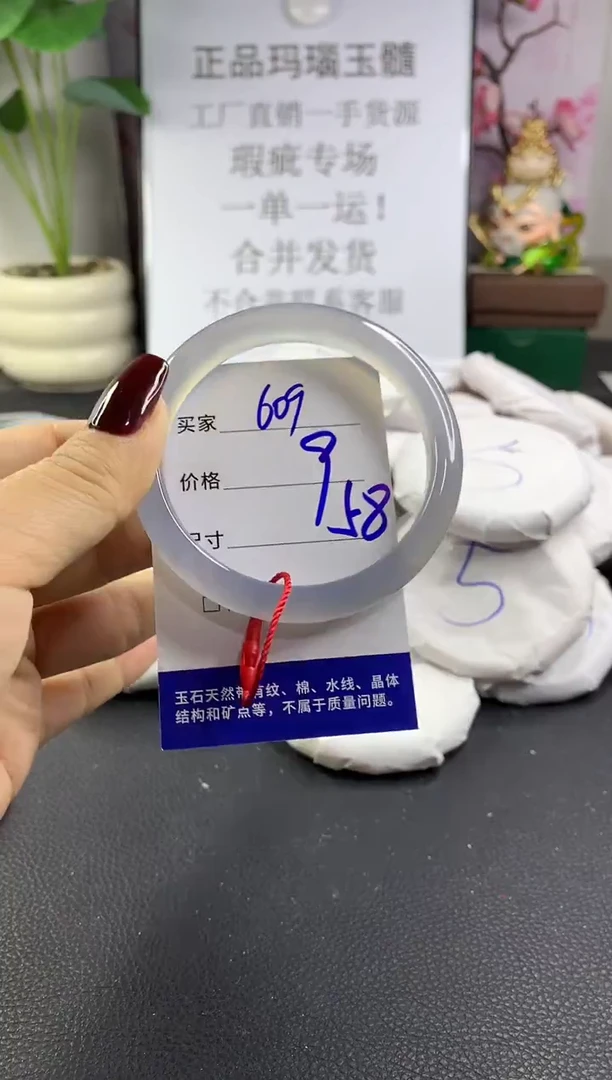 正品玛瑙玉髓
工厂直销一手货源
瑕疵专场
一单一运！
合并发货
买家 609
价格 9
寸 58
玉石天然带有纹、棉、水线、晶体
结构和矿点等，不属于质量问题。
5